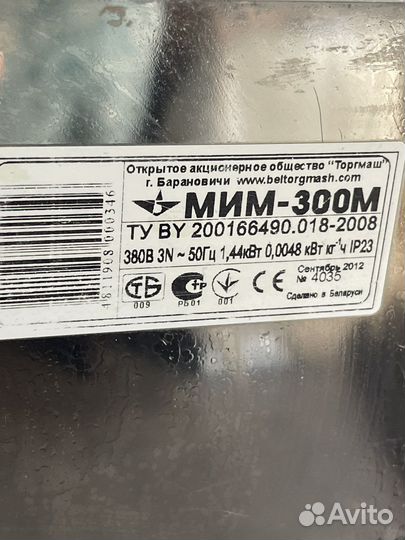 Открытое акционерное общество "Торгмаш"
г. Барановичи www.beltorgmash.com
МИМ-300М
ТУ BY 200166490.018-2008
380В 3N ~ 50Гц 1,44кВт 0,0048 кВт кг⁻¹ч IP23
Сентябрь 2012
№ 4035
Сделано в Беларуси
СТБ
009
РБ01
001
4811908000346
Avito